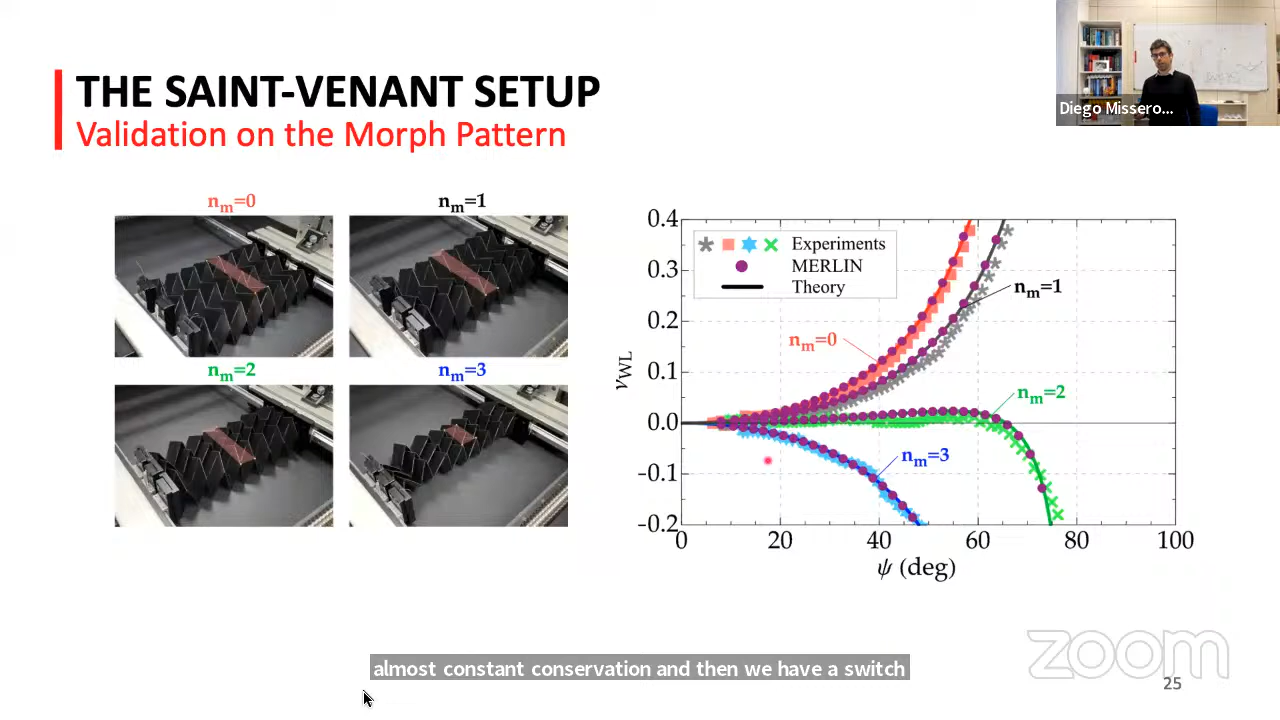 THE SAINT-VENANT SETUP
Validation on the Morph Pattern
Diego Missero...
nm=0
nm=1
nm=2
nm=3
0.4
0.3
0.2
0.1
0.0
-0.1
-0.2
νWL
Experiments
MERLIN
Theory
nm=0
nm=1
nm=2
nm=3
0
20
40
60
80
100
ψ (deg)
almost constant conservation and then we have a switch
zoom
25